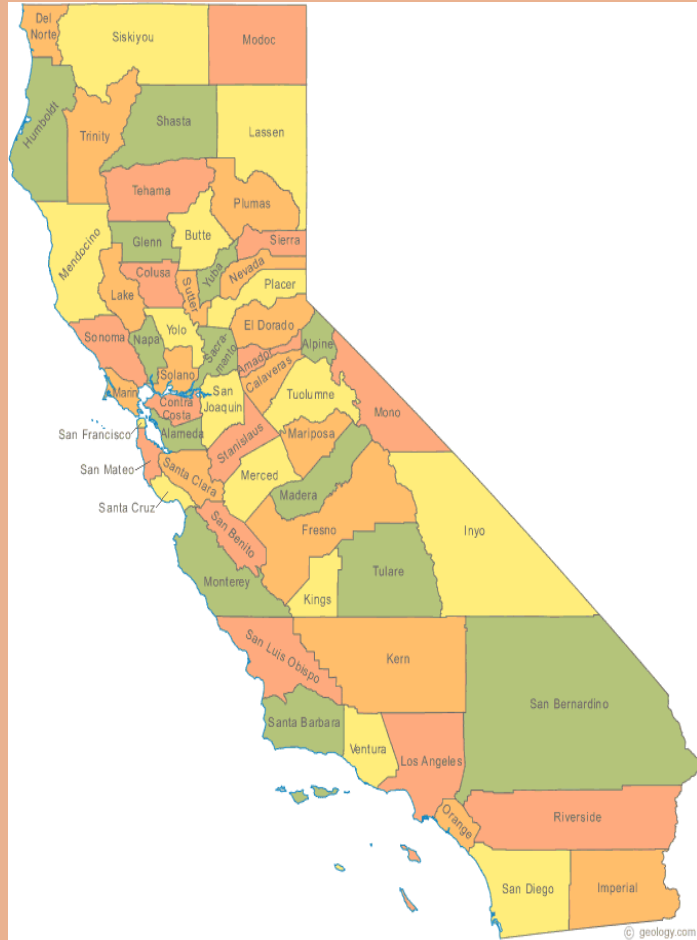 Del
Norte
Siskiyou
Modoc
Humboldt
Trinity
Shasta
Lassen
Tehama
Plumas
Mendocino
Glenn
Butte
Sierra
Colusa
Yuba
Nevada
Lake
Sutter
Placer
Sonoma
Napa
Yolo
Sacra-
mento
El Dorado
Alpine
Amador
Solano
Calaveras
Marin
San
Joaquin
Tuolumne
Mono
Contra
Costa
San Francisco
Alameda
Stanislaus
Mariposa
San Mateo
Santa Clara
Merced
Madera
Santa Cruz
San Benito
Fresno
Inyo
Monterey
Kings
Tulare
San Luis Obispo
Kern
San Bernardino
Santa Barbara
Ventura
Los Angeles
Orange
Riverside
San Diego
Imperial
© geology.com